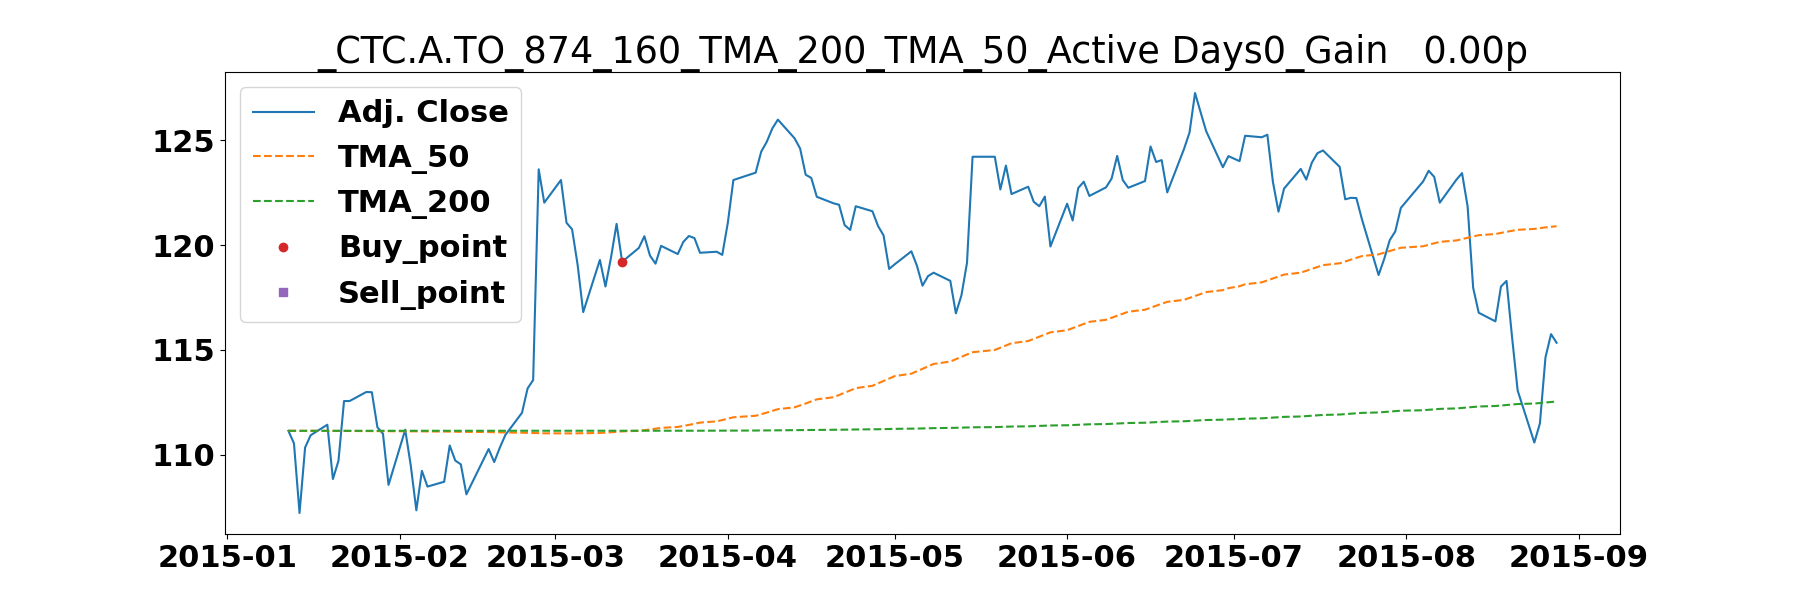 _CTC.A.TO_874_160_TMA_200_TMA_50_Active Days0_Gain   0.00p
Adj. Close
TMA_50
TMA_200
Buy_point
Sell_point
125
120
115
110
2015-01 2015-02 2015-03 2015-04 2015-05 2015-06 2015-07 2015-08 2015-09